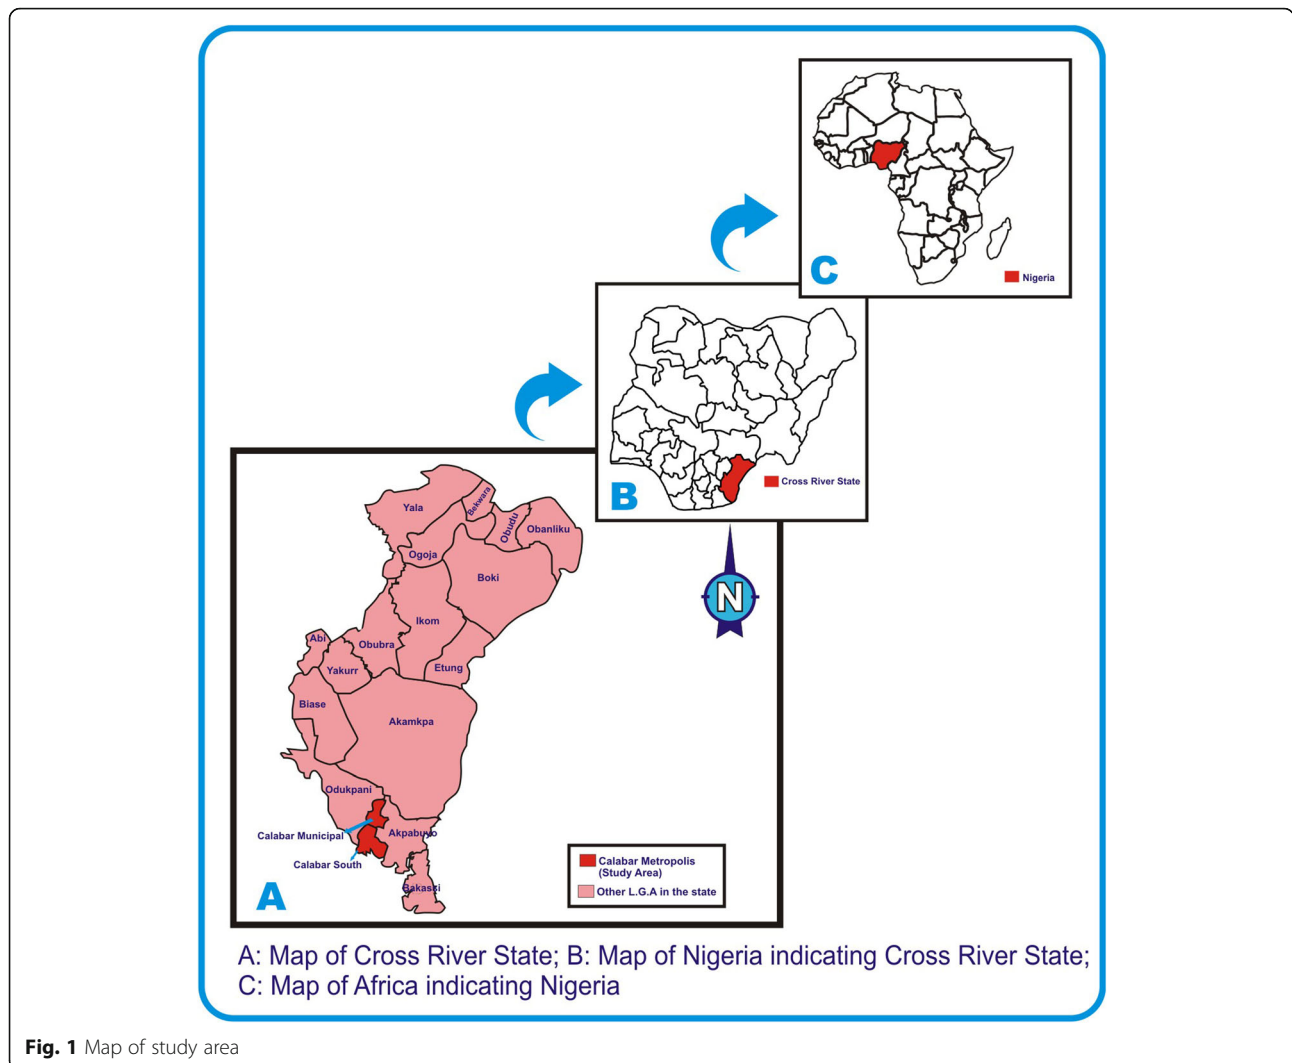 C
Nigeria
B
Cross River State
N
Yala
Bekwara
Obudu
Obanliku
Ogoja
Boki
Ikom
Abi
Obubra
Yakurr
Etung
Biase
Akamkpa
Odukpani
Calabar Municipal
Akpabuyo
Calabar South
Bakassi
A
Calabar Metropolis
(Study Area)
Other L.G.A in the state
A: Map of Cross River State; B: Map of Nigeria indicating Cross River State;
C: Map of Africa indicating Nigeria
Fig. 1 Map of study area